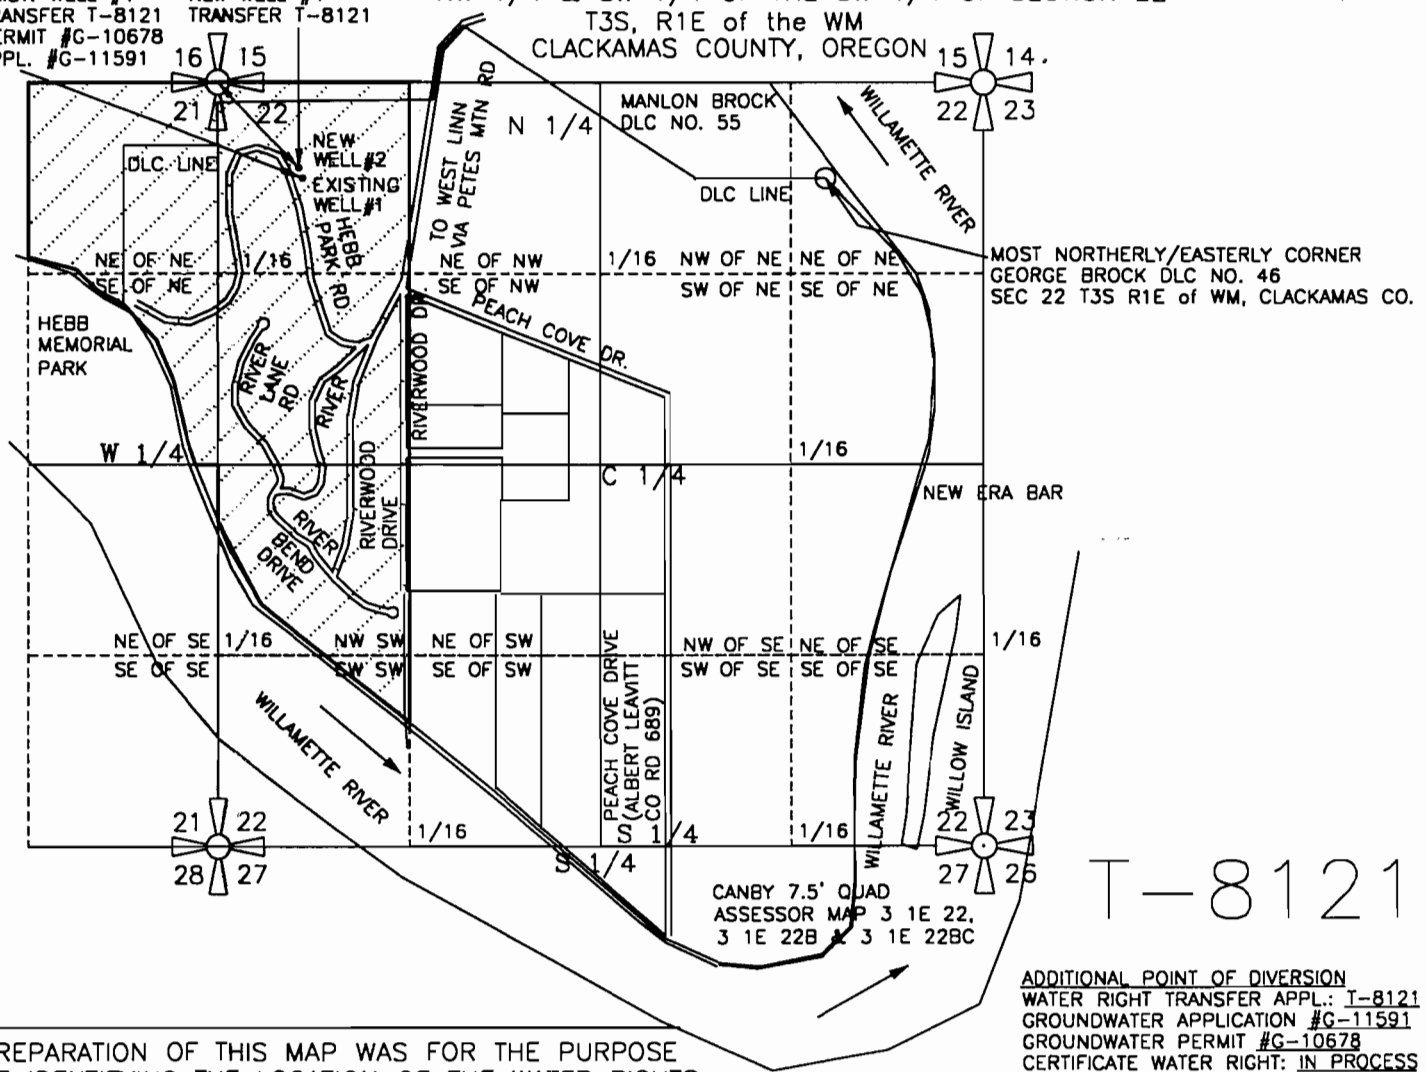 TRANSFER T-8121
#G-10678
#G-11591
TRANSFER T-8121
T3S, R1E of the WM
CLACKAMAS COUNTY, OREGON
16 15
21 22
15 14
22 23
NEW
WELL #2
EXISTING
WELL #1
DLC LINE
HEBB
PARK RD
TO WEST LINN
VIA PETES MTN RD
N 1/4
MANLON BROCK
DLC NO. 55
DLC LINE
WILLAMETTE RIVER
MOST NORTHERLY/EASTERLY CORNER
GEORGE BROCK DLC NO. 46
SEC 22 T3S R1E of WM, CLACKAMAS CO.
NE OF NE
SE OF NE
1/16
NE OF NW
SE OF NW
1/16
NW OF NE
SW OF NE
NE OF NE
SE OF NE
HEBB
MEMORIAL
PARK
PEACH COVE DR.
RIVERWOOD DR.
RIVER
LANE
RD
RIVER
RIVERWOOD
DRIVE
W 1/4
C 1/4
1/16
NEW ERA BAR
RIVER
BEND
DRIVE
NE OF SE
SE OF SE
1/16
NW SW
SW SW
NE OF SW
SE OF SW
NW OF SE
SW OF SE
NE OF SE
SE OF SE
1/16
PEACH COVE DRIVE
(ALBERT LEAVITT
CO RD 689)
WILLAMETTE RIVER
WILLAMETTE RIVER
WILLOW ISLAND
21 22
28 27
1/16
S 1/4
S 1/4
1/16
22 23
27 26
CANBY 7.5' QUAD
ASSESSOR MAP 3 1E 22,
3 1E 22B & 3 1E 22BC
T-8121
ADDITIONAL POINT OF DIVERSION
WATER RIGHT TRANSFER APPL.: T-8121
GROUNDWATER APPLICATION #G-11591
GROUNDWATER PERMIT #G-10678
CERTIFICATE WATER RIGHT: IN PROCESS
OF THIS MAP WAS FOR THE PURPOSE